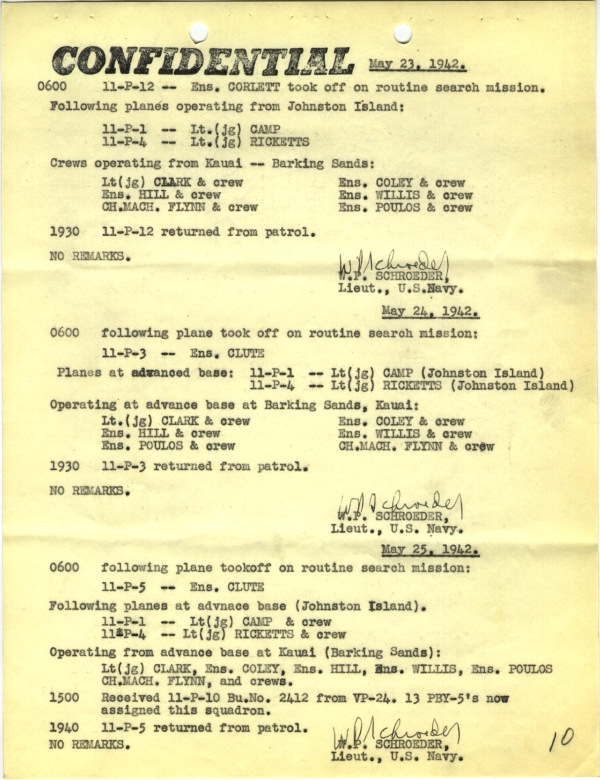 CONFIDENTIAL
May 23, 1942.
0600 11-P-12 -- Ens. CORLETT took off on routine search mission.
Following planes operating from Johnston Island:
11-P-1 -- Lt.(jg) CAMP
11-P-4 -- Lt.(jg) RICKETTS
Crews operating from Kauai -- Barking Sands:
Lt(jg) CLARK & crew Ens. COLEY & crew
Ens. HILL & crew Ens. WILLIS & crew
CH.MACH. FLYNN & crew Ens. POULOS & crew
1930 11-P-12 returned from patrol.
NO REMARKS.
W.P. Schroeder
W.P. SCHROEDER,
Lieut., U.S.Navy.
May 24, 1942.
0600 following plane took off on routine search mission:
11-P-3 -- Ens. CLUTE
Planes at advanced base: 11-P-1 -- Lt(jg) CAMP (Johnston Island)
11-P-4 -- Lt(jg) RICKETTS (Johnston Island)
Operating at advance base at Barking Sands, Kauai:
Lt.(jg) CLARK & crew Ens. COLEY & crew
Ens. HILL & crew Ens. WILLIS & crew
Ens. POULOS & crew CH.MACH. FLYNN & crew
1930 11-P-3 returned from patrol.
NO REMARKS.
W.P. Schroeder
W.P. SCHROEDER,
Lieut., U.S. Navy.
May 25, 1942.
0600 following plane tookoff on routine search mission:
11-P-5 -- Ens. CLUTE
Following planes at advnace base (Johnston Island).
11-P-1 -- Lt(jg) CAMP & crew
11-P-4 -- Lt(jg) RICKETTS & crew
Operating from advance base at Kauai (Barking Sands):
Lt(jg) CLARK, Ens. COLEY, Ens. HILL, Ens. WILLIS, Ens. POULOS
CH.MACH. FLYNN, and crews.
1500 Received 11-P-10 Bu.No. 2412 from VP-24. 13 PBY-5's now
assigned this squadron.
1940 11-P-5 returned from patrol.
NO REMARKS.
W.P. Schroeder
W.P. SCHROEDER,
Lieut., U.S. Navy.
10